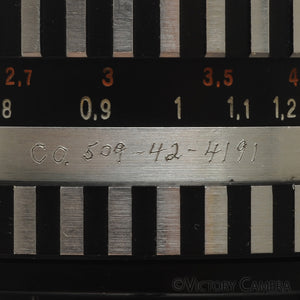 2,7 3 3,5 4
8 0,9 1 1,1 1,2
CO. 509-42-4191
©VICTORY CAMERA